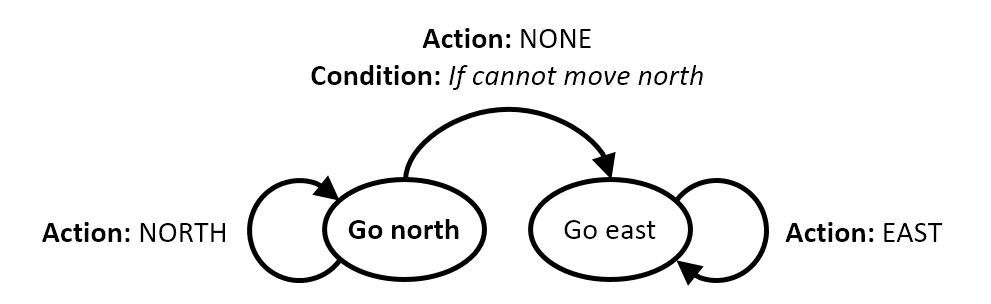 Action: NONE
Condition: If cannot move north
Action: NORTH
Go north
Go east
Action: EAST